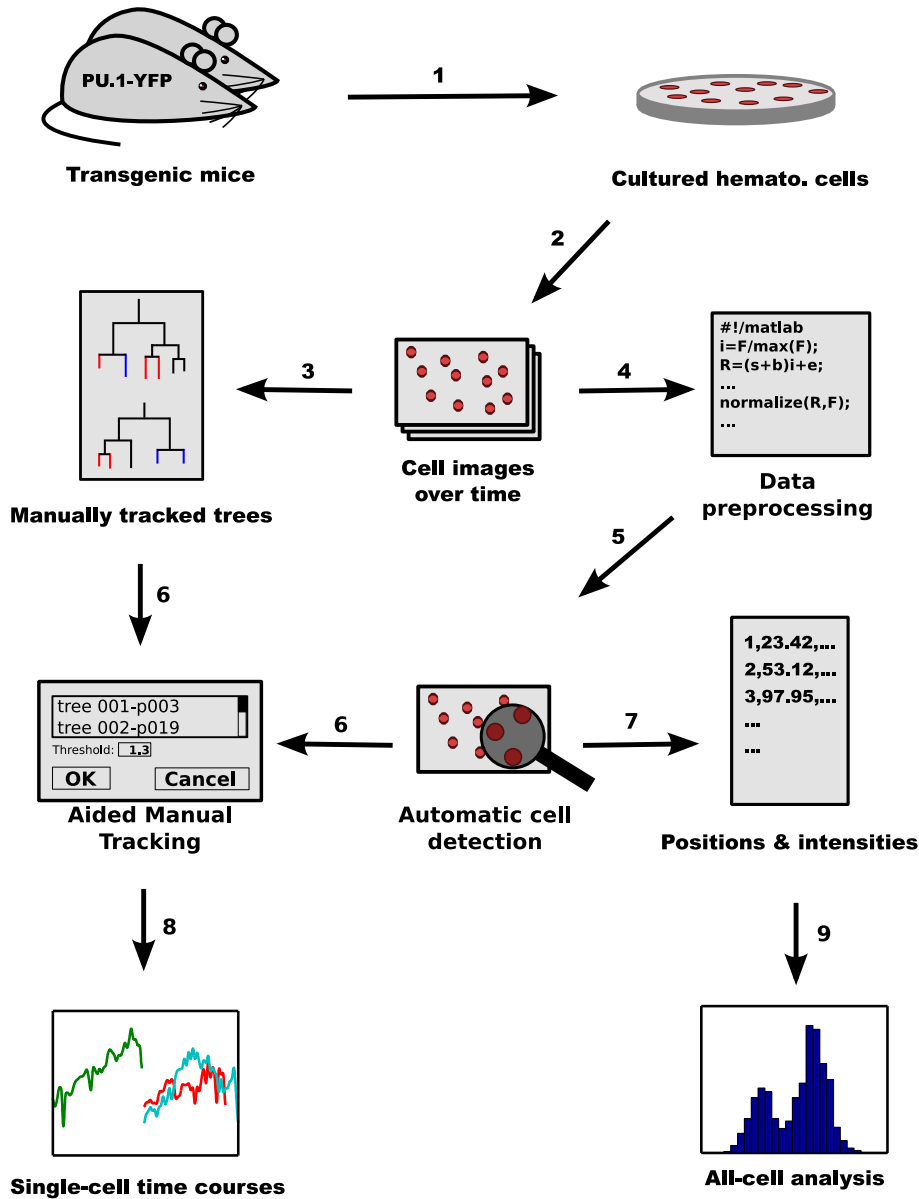 PU.1-YFP
1
Transgenic mice
Cultured hemato. cells
2
#!/matlab
i=F/max(F);
R=(s+b)i+e;
...
normalize(R,F);
...
3
4
Cell images
over time
Data
preprocessing
Manually tracked trees
5
6
1,23.42,...
2,53.12,...
3,97.95,...
...
...
tree 001-p003
tree 002-p019
Threshold: 1,3
OK Cancel
6
7
Aided Manual
Tracking
Automatic cell
detection
Positions & intensities
8
9
Single-cell time courses
All-cell analysis